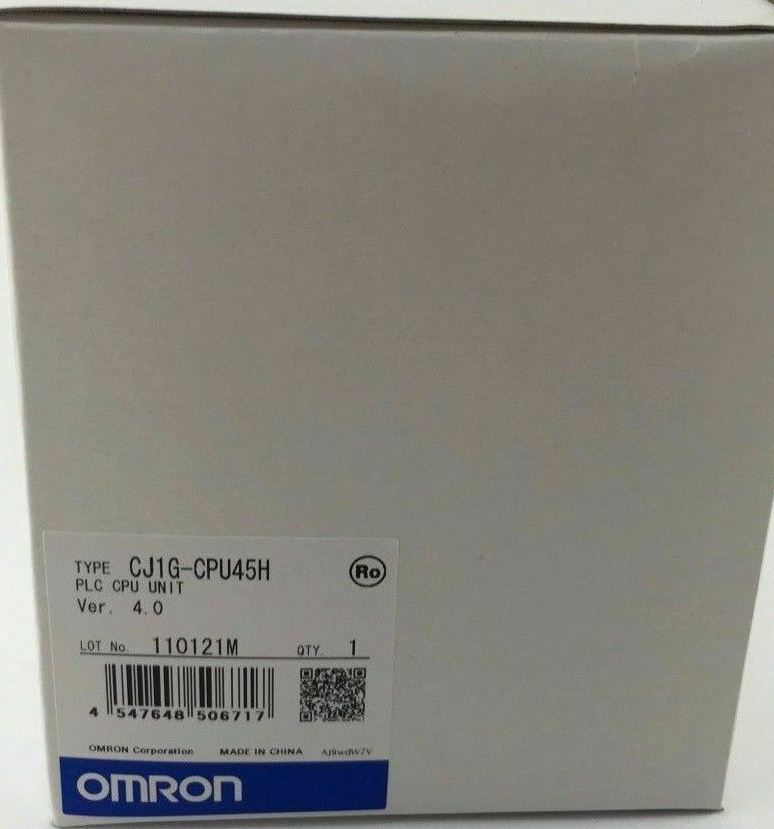 TYPE CJ1G-CPU45H
Ro
PLC CPU UNIT
Ver. 4.0
LOT No. 110121M QTY. 1
4 547648 506717
OMRON Corporation MADE IN CHINA
OMRON